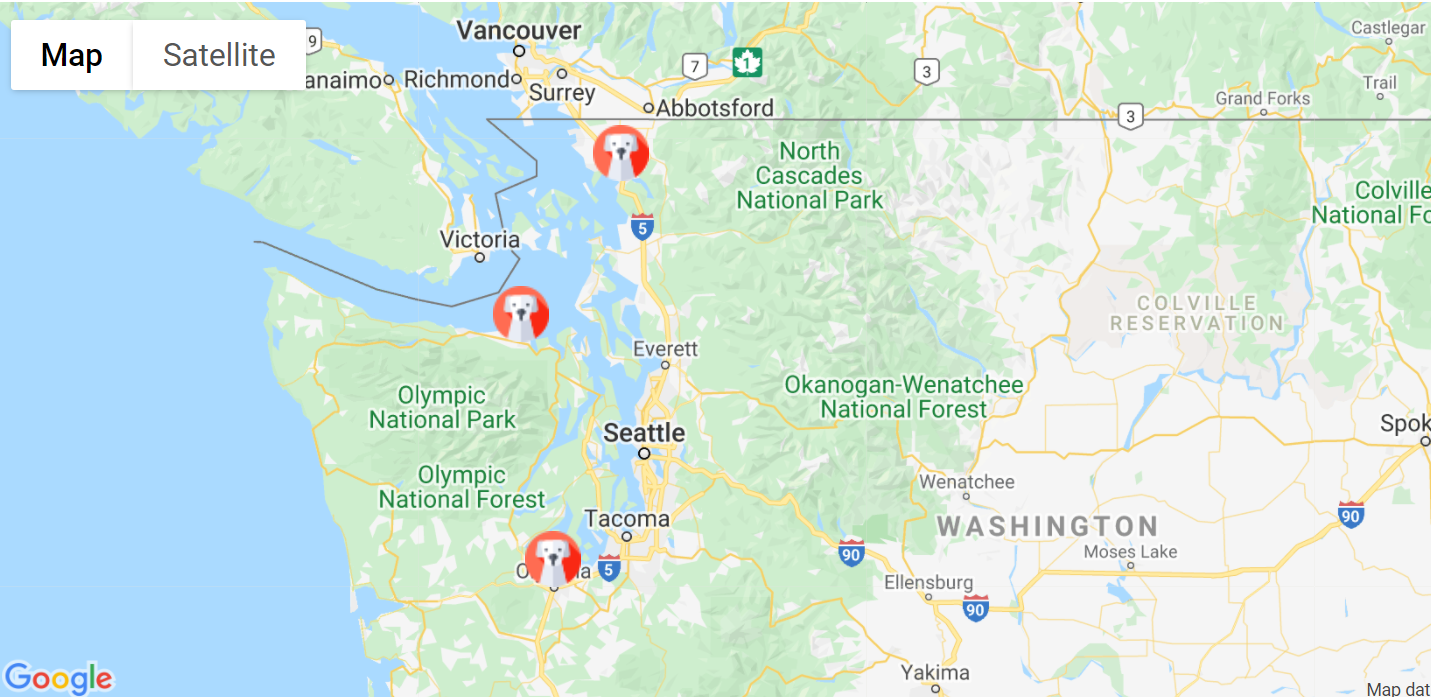 Map
Satellite
9
Vancouver
Castlegar
7
1
3
anaimo
Richmond
Surrey
Trail
Abbotsford
Grand Forks
3
North
Cascades
National Park
Colville
National Fo
5
Victoria
COLVILLE
RESERVATION
Everett
Okanogan-Wenatchee
National Forest
Olympic
National Park
Seattle
Spok
Olympic
National Forest
Wenatchee
Tacoma
WASHINGTON
90
Moses Lake
90
O
a
5
Ellensburg
90
Yakima
Google
Map dat